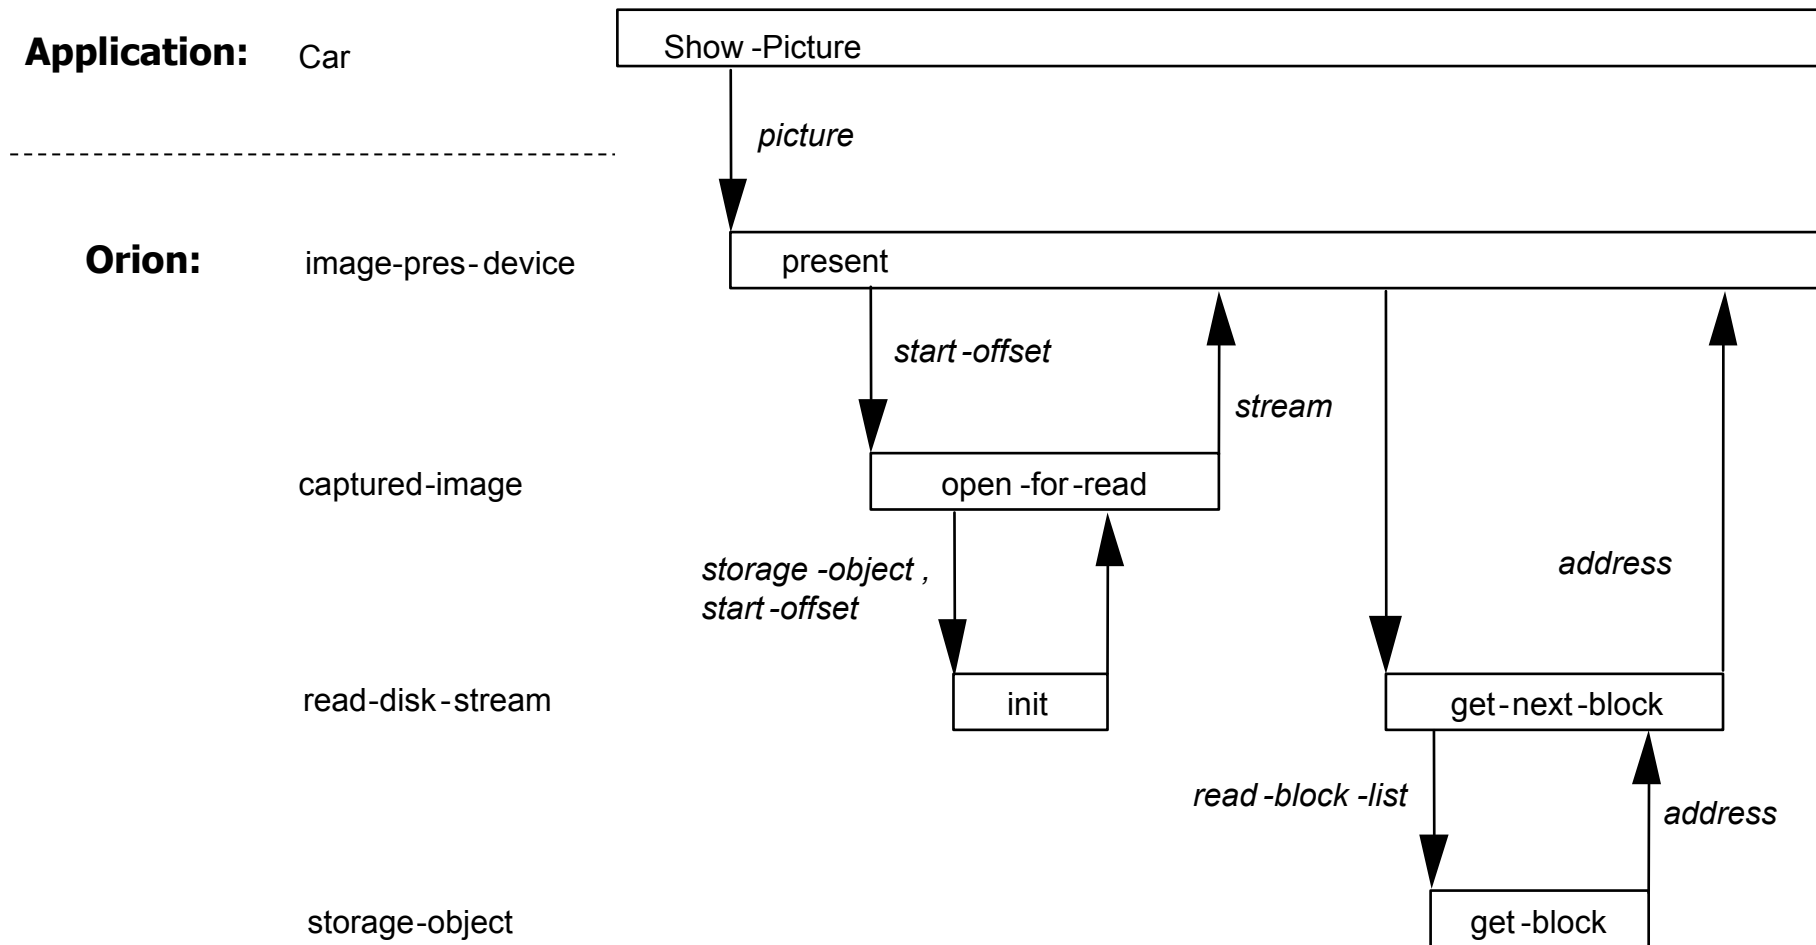 Application: Car
Show-Picture
picture
Orion: image-pres-device
present
start-offset
stream
captured-image
open-for-read
storage-object,
start-offset
address
read-disk-stream
init
get-next-block
read-block-list
address
storage-object
get-block